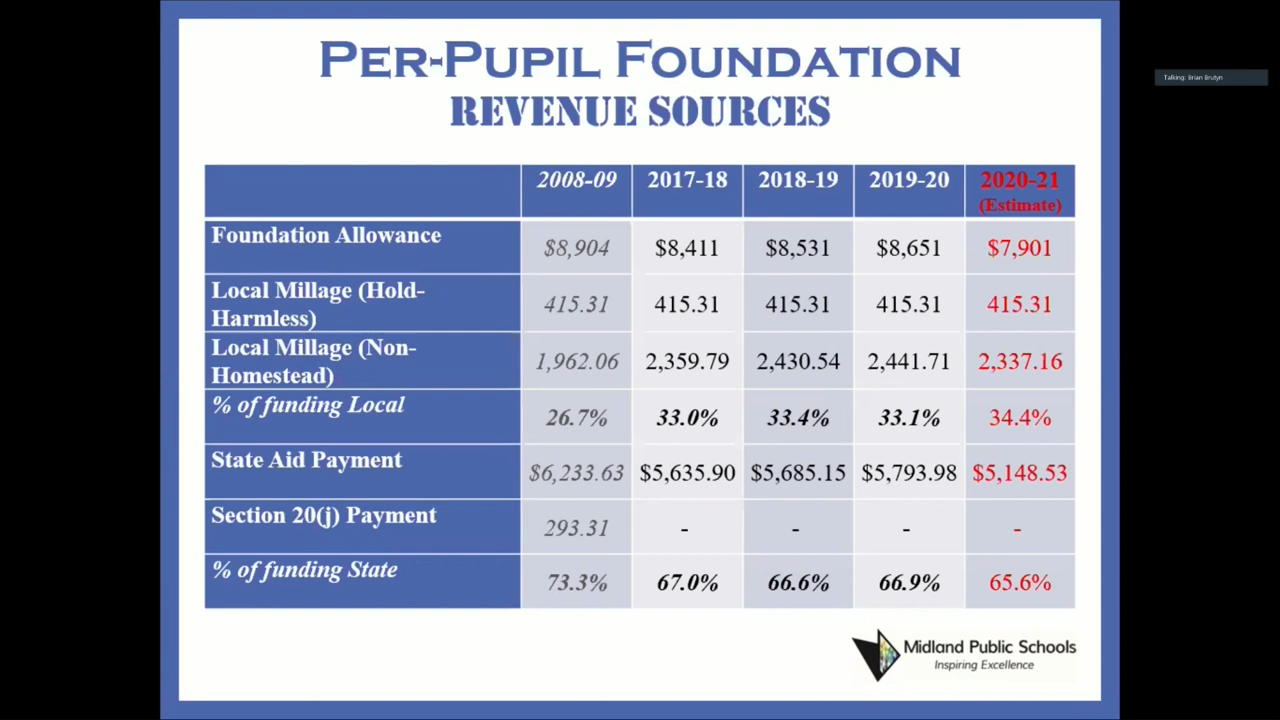 PER-PUPIL FOUNDATION
REVENUE SOURCES
Talking: Brian Brutyn
2008-09 2017-18 2018-19 2019-20 2020-21
(Estimate)
Foundation Allowance $8,904 $8,411 $8,531 $8,651 $7,901
Local Millage (Hold-
Harmless) 415.31 415.31 415.31 415.31 415.31
Local Millage (Non-
Homestead) 1,962.06 2,359.79 2,430.54 2,441.71 2,337.16
% of funding Local 26.7% 33.0% 33.4% 33.1% 34.4%
State Aid Payment $6,233.63 $5,635.90 $5,685.15 $5,793.98 $5,148.53
Section 20(j) Payment 293.31 - - - -
% of funding State 73.3% 67.0% 66.6% 66.9% 65.6%
Midland Public Schools
Inspiring Excellence